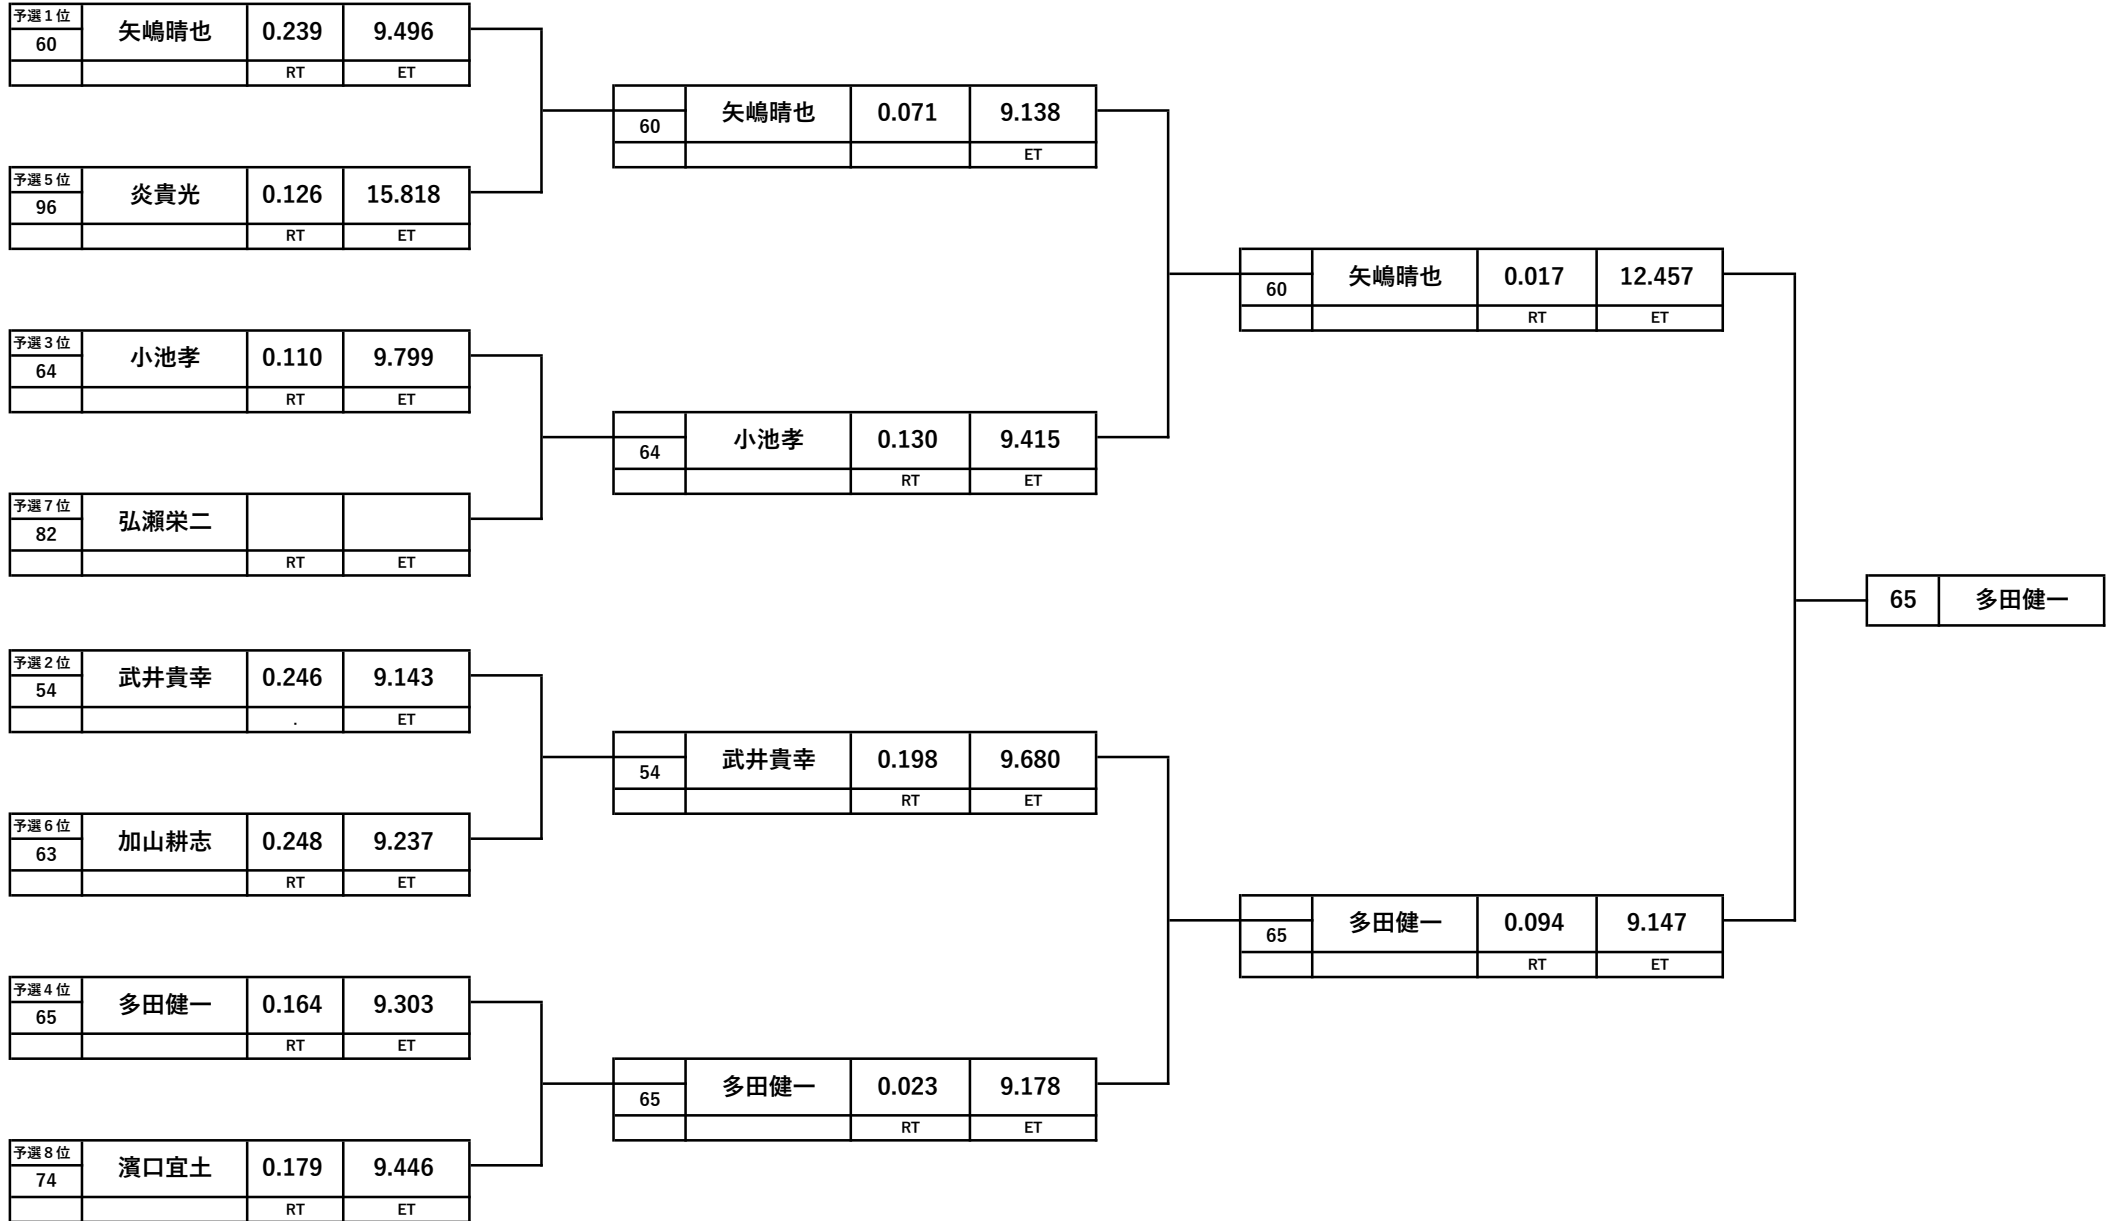 予選1位
60
矢嶋晴也 0.239 9.496
RT ET
60
矢嶋晴也 0.071 9.138
ET
予選5位
96
炎貴光 0.126 15.818
RT ET
60
矢嶋晴也 0.017 12.457
RT ET
予選3位
64
小池孝 0.110 9.799
RT ET
64
小池孝 0.130 9.415
RT ET
予選7位
82
弘瀬栄二
RT ET
65 多田健一
予選2位
54
武井貴幸 0.246 9.143
. ET
54
武井貴幸 0.198 9.680
RT ET
予選6位
63
加山耕志 0.248 9.237
RT ET
65
多田健一 0.094 9.147
RT ET
予選4位
65
多田健一 0.164 9.303
RT ET
65
多田健一 0.023 9.178
RT ET
予選8位
74
濱口宜土 0.179 9.446
RT ET